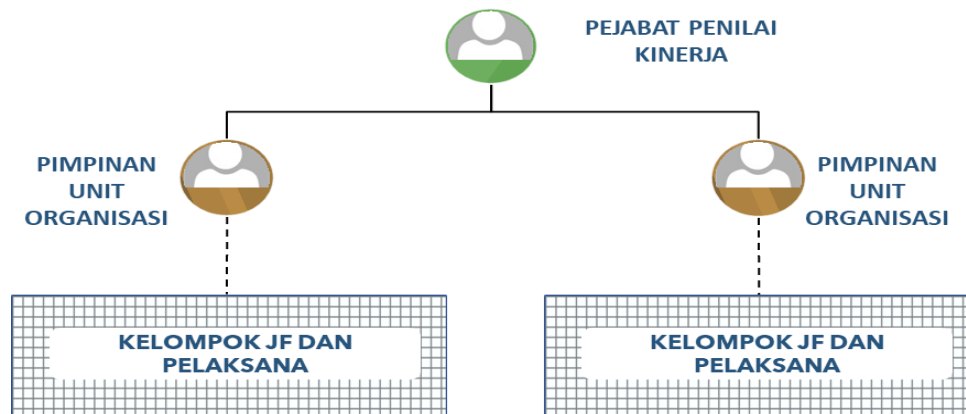 PEJABAT PENILAI
KINERJA
PIMPINAN
UNIT
ORGANISASI
PIMPINAN
UNIT
ORGANISASI
KELOMPOK JF DAN
PELAKSANA
KELOMPOK JF DAN
PELAKSANA